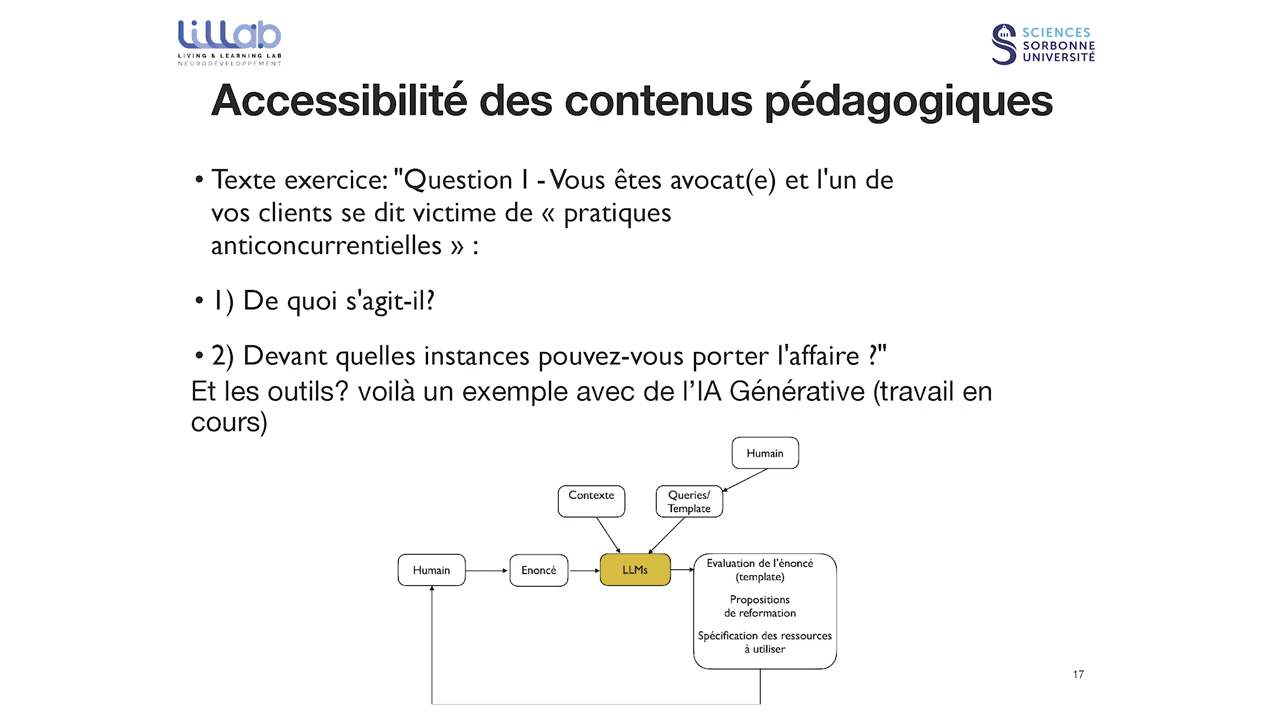 LiLLab
LIVING & LEARNING LAB
NEURODÉVELOPPEMENT
SCIENCES
SORBONNE
UNIVERSITÉ
Accessibilité des contenus pédagogiques
• Texte exercice: "Question I - Vous êtes avocat(e) et l'un de
vos clients se dit victime de « pratiques
anticoncurrentielles » :
• 1) De quoi s'agit-il?
• 2) Devant quelles instances pouvez-vous porter l'affaire ?"
Et les outils? voilà un exemple avec de l'IA Générative (travail en
cours)
Humain
Contexte
Queries/
Template
Humain
Enoncé
LLMs
Evaluation de l'énoncé
(template)
Propositions
de reformation
Spécification des ressources
à utiliser
17